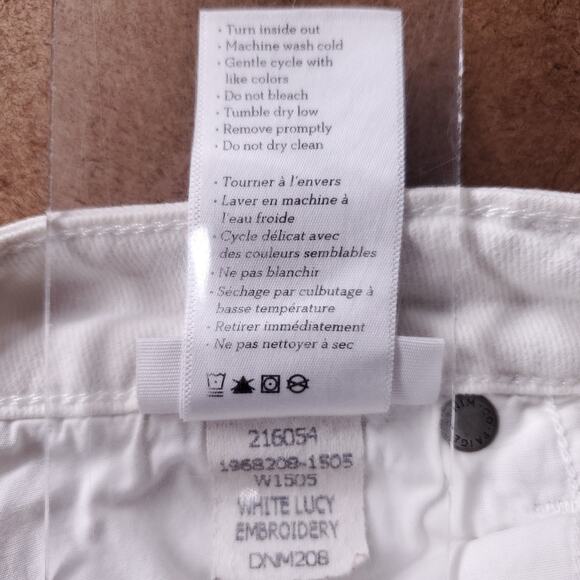 · Turn inside out
· Machine wash cold
· Gentle cycle with
like colors
· Do not bleach
· Tumble dry low
· Remove promptly
· Do not dry clean
· Tourner à l'envers
· Laver en machine à
l'eau froide
· Cycle délicat avec
des couleurs semblables
· Ne pas blanchir
· Séchage par culbutage à
basse température
· Retirer immédiatement
· Ne pas nettoyer à sec
216054
1968208-1505
W1505
WHITE LUCY
EMBROIDERY
DNM208
PAIGE